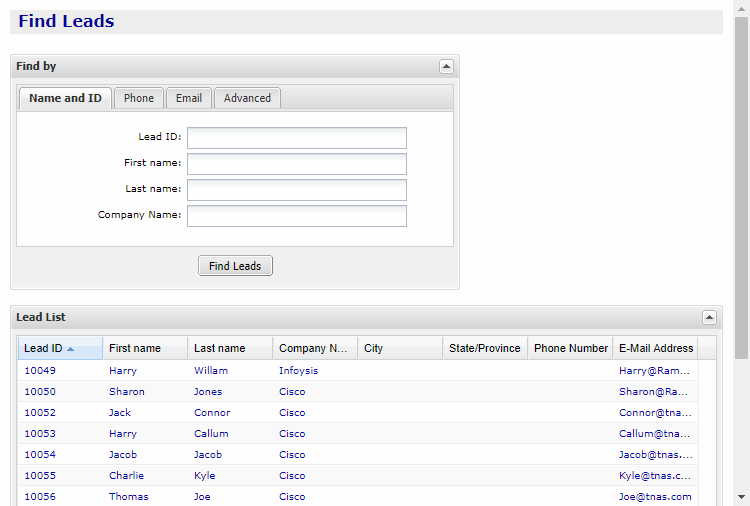 Find Leads
Find by
Name and ID Phone Email Advanced
Lead ID:
First name:
Last name:
Company Name:
Find Leads
Lead List
Lead ID First name Last name Company N... City State/Province Phone Number E-Mail Address
10049 Harry Willam Infoysis Harry@Ram...
10050 Sharon Jones Cisco Sharon@Ra...
10052 Jack Connor Cisco Connor@tna...
10053 Harry Callum Cisco Callum@tna...
10054 Jacob Jacob Cisco Jacob@tnas....
10055 Charlie Kyle Cisco Kyle@tnas.c...
10056 Thomas Joe Cisco Joe@tnas.com